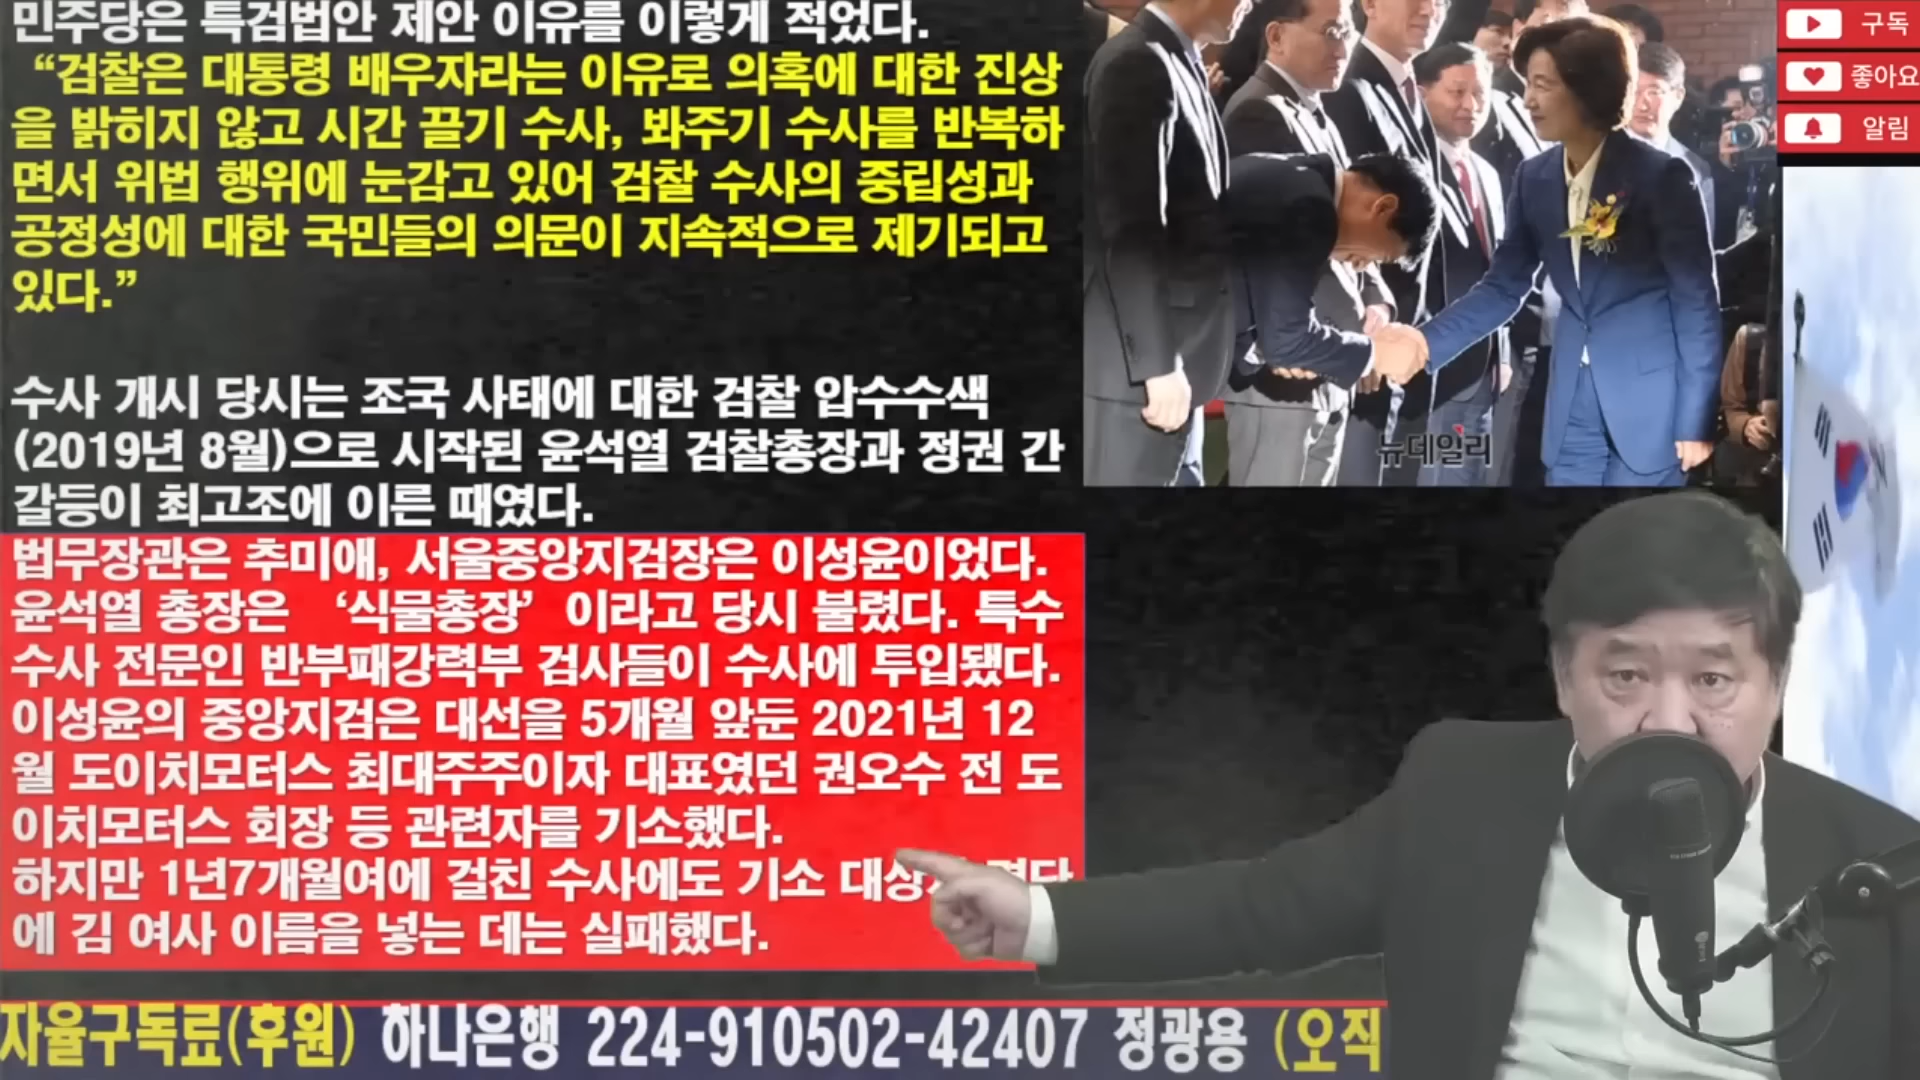 민주당은 특검법안 제안 이유를 이렇게 적었다.
“검찰은 대통령 배우자라는 이유로 의혹에 대한 진상
을 밝히지 않고 시간 끌기 수사, 봐주기 수사를 반복하
면서 위법 행위에 눈감고 있어 검찰 수사의 중립성과
공정성에 대한 국민들의 의문이 지속적으로 제기되고
있다.”
수사 개시 당시는 조국 사태에 대한 검찰 압수수색
(2019년 8월)으로 시작된 윤석열 검찰총장과 정권 간
갈등이 최고조에 이른 때였다.
법무장관은 추미애, 서울중앙지검장은 이성윤이었다.
윤석열 총장은 ‘식물총장’ 이라고 당시 불렸다. 특수
수사 전문인 반부패강력부 검사들이 수사에 투입됐다.
이성윤의 중앙지검은 대선을 5개월 앞둔 2021년 12
월 도이치모터스 최대주주이자 대표였던 권오수 전 도
이치모터스 회장 등 관련자를 기소했다.
하지만 1년7개월여에 걸친 수사에도 기소 대상
에 김 여사 이름을 넣는 데는 실패했다.
자율구독료(후원) 하나은행 224-910502-42407 정광용 (오직
뉴데일리
구독
좋아요
알림